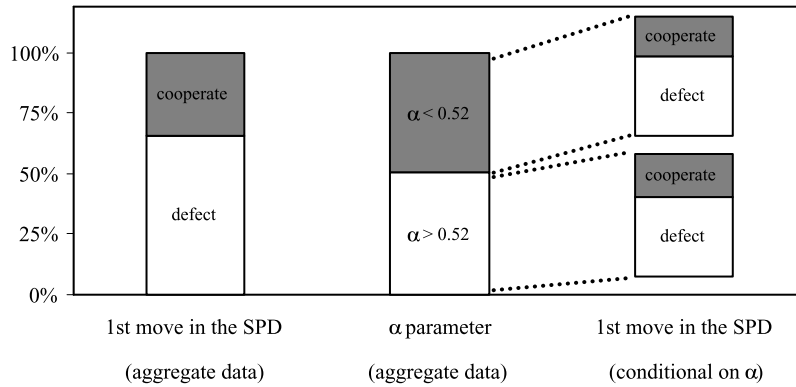 100%
75%
50%
25%
0%
cooperate
defect
α < 0.52
α > 0.52
cooperate
defect
cooperate
defect
1st move in the SPD
(aggregate data)
α parameter
(aggregate data)
1st move in the SPD
(conditional on α)